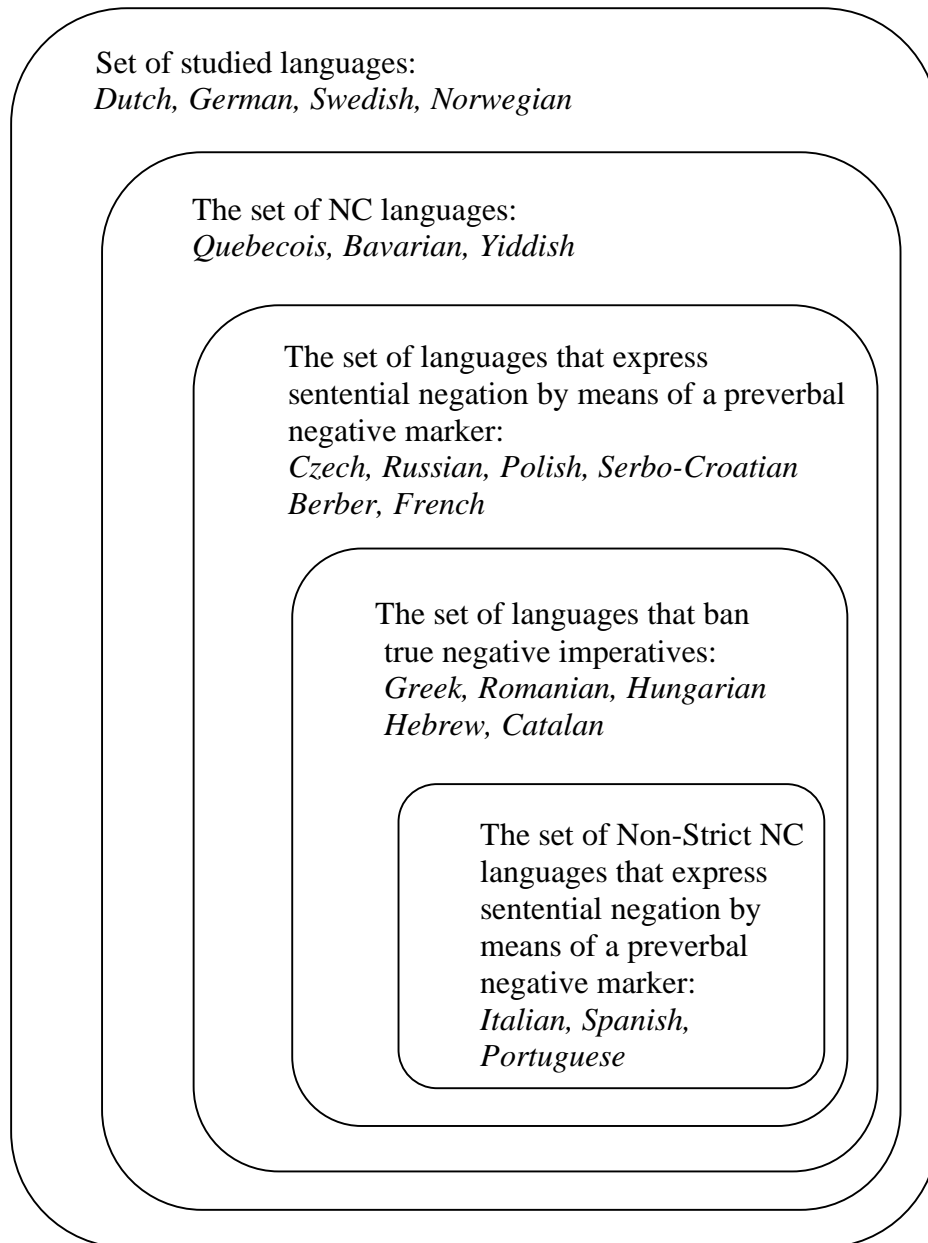 Set of studied languages:
Dutch, German, Swedish, Norwegian
The set of NC languages:
Quebecois, Bavarian, Yiddish
The set of languages that express
sentential negation by means of a preverbal
negative marker:
Czech, Russian, Polish, Serbo-Croatian
Berber, French
The set of languages that ban
true negative imperatives:
Greek, Romanian, Hungarian
Hebrew, Catalan
The set of Non-Strict NC
languages that express
sentential negation by
means of a preverbal
negative marker:
Italian, Spanish,
Portuguese